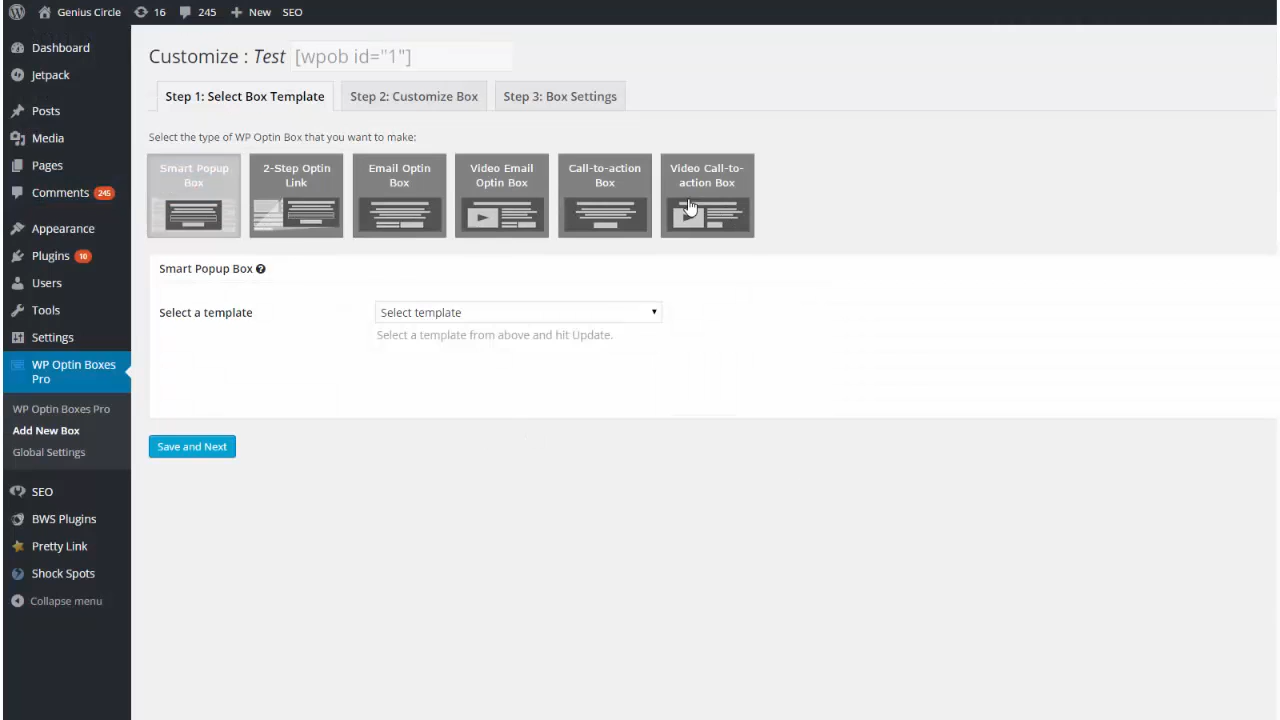 Genius Circle 16 245 New SEO
Dashboard
Jetpack
Posts
Media
Pages
Comments 245
Appearance
Plugins 10
Users
Tools
Settings
WP Optin Boxes
Pro
WP Optin Boxes Pro
Add New Box
Global Settings
SEO
BWS Plugins
Pretty Link
Shock Spots
Collapse menu
Customize : Test [wpob id="1"]
Step 1: Select Box Template Step 2: Customize Box Step 3: Box Settings
Select the type of WP Optin Box that you want to make:
Smart Popup
Box
2-Step Optin
Link
Email Optin
Box
Video Email
Optin Box
Call-to-action
Box
Video Call-to-
action Box
Smart Popup Box
Select a template Select template
Select a template from above and hit Update.
Save and Next